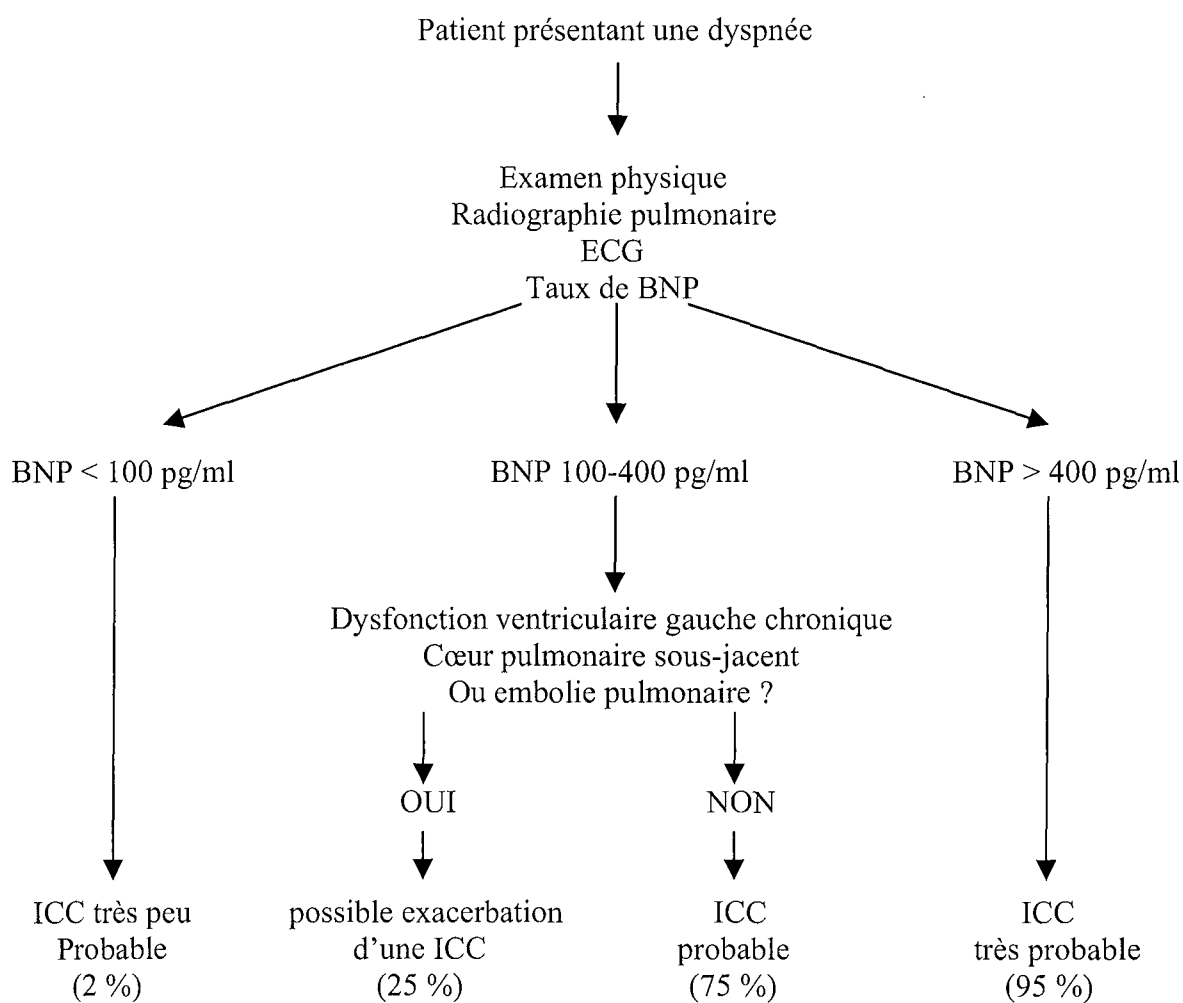 Patient présentant une dyspnée
Examen physique
Radiographie pulmonaire
ECG
Taux de BNP
BNP < 100 pg/ml
BNP 100-400 pg/ml
BNP > 400 pg/ml
Dysfonction ventriculaire gauche chronique
Cœur pulmonaire sous-jacent
Ou embolie pulmonaire ?
OUI
NON
ICC très peu
Probable
(2 %)
possible exacerbation
d'une ICC
(25 %)
ICC
probable
(75 %)
ICC
très probable
(95 %)